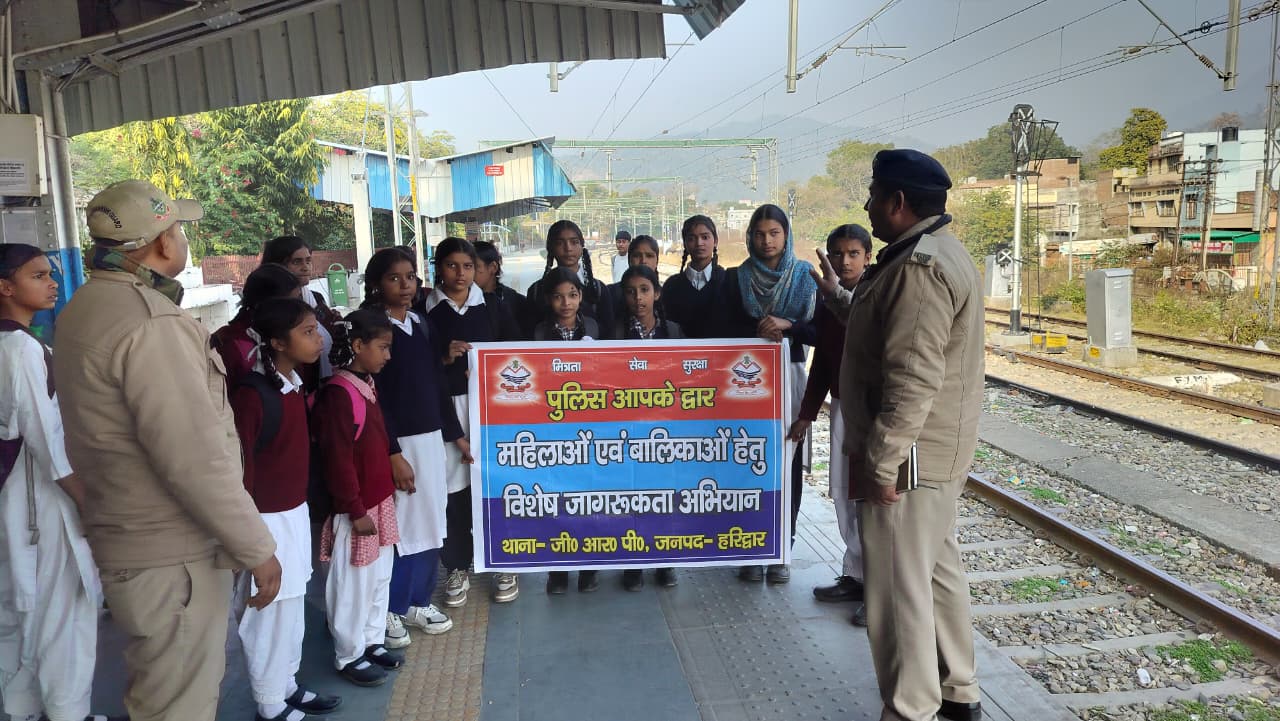 मित्रता सेवा सुरक्षा
पुलिस आपके द्वार
महिलाओं एवं बालिकाओं हेतु
विशेष जागरूकता अभियान
थाना- जी० आर० पी०, जनपद- हरिद्वार